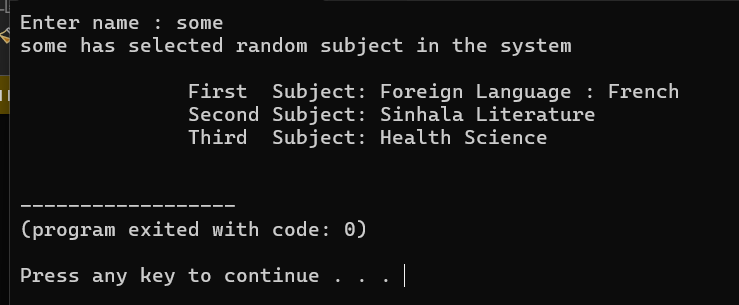 Enter name : some
some has selected random subject in the system
First  Subject: Foreign Language : French
Second Subject: Sinhala Literature
Third  Subject: Health Science
------------------
(program exited with code: 0)
Press any key to continue . . .